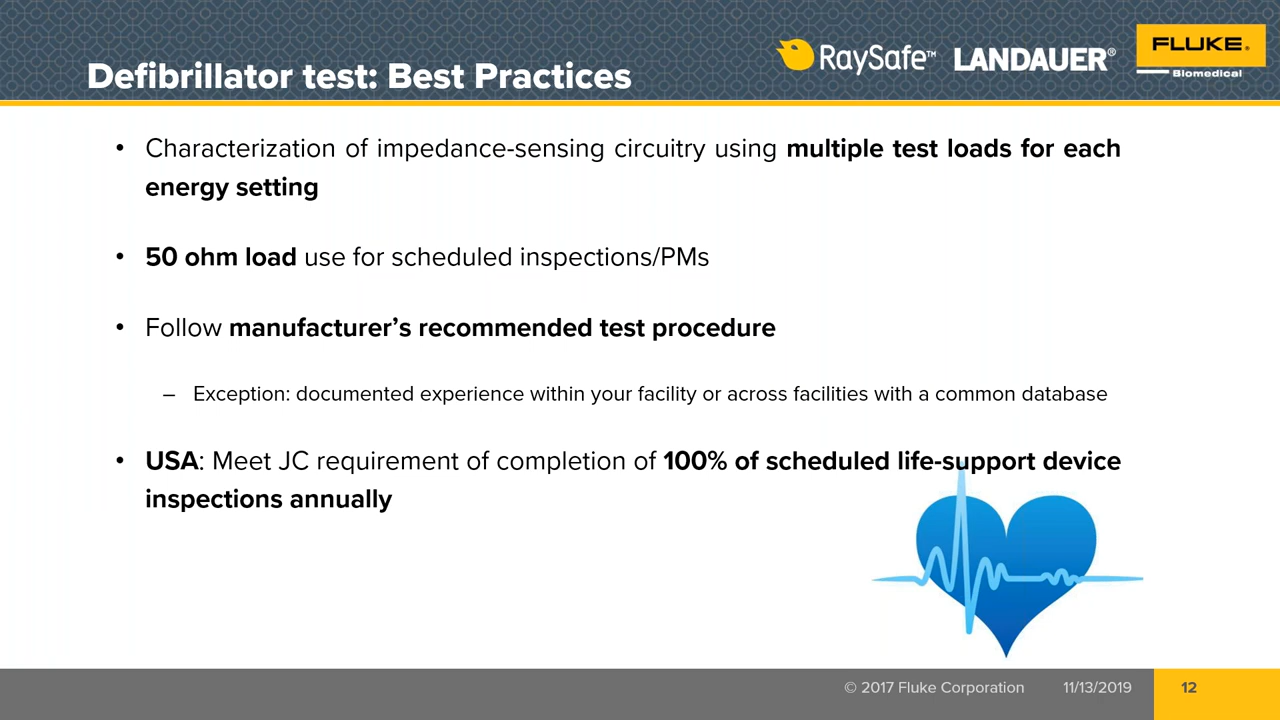 Defibrillator test: Best Practices
RaySafe™ LANDAUER® FLUKE®
Biomedical
• Characterization of impedance-sensing circuitry using multiple test loads for each
energy setting
• 50 ohm load use for scheduled inspections/PMs
• Follow manufacturer’s recommended test procedure
– Exception: documented experience within your facility or across facilities with a common database
• USA: Meet JC requirement of completion of 100% of scheduled life-support device
inspections annually
© 2017 Fluke Corporation 11/13/2019 12